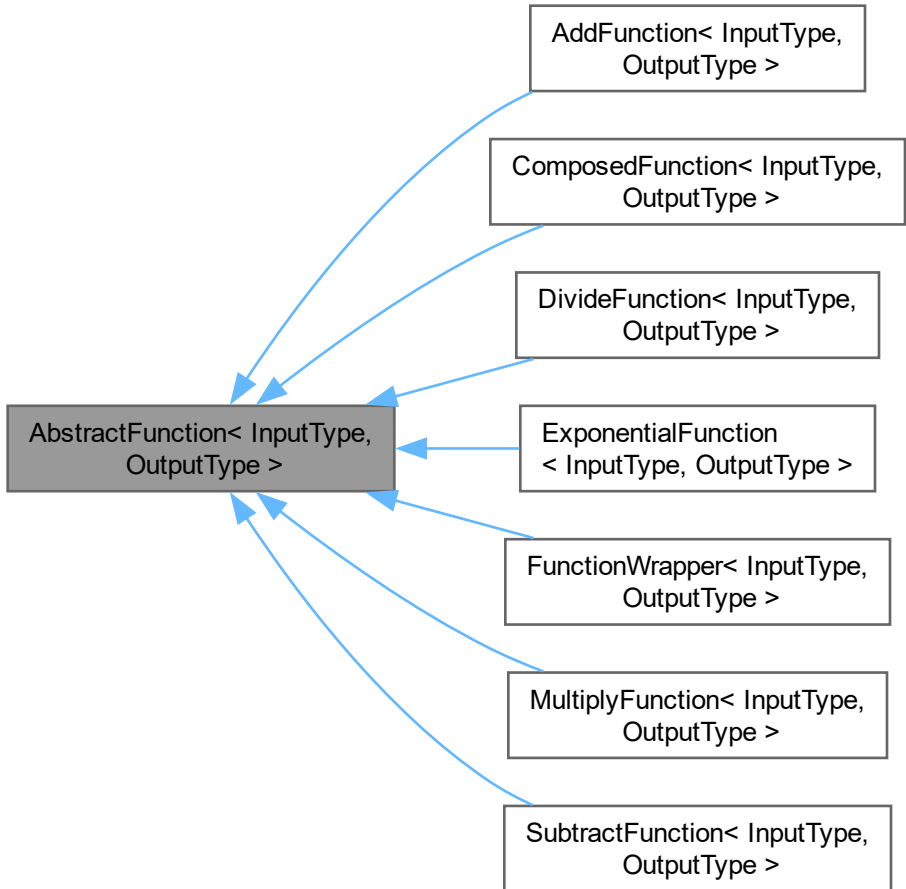 AddFunction< InputType,
OutputType >
ComposedFunction< InputType,
OutputType >
DivideFunction< InputType,
OutputType >
AbstractFunction< InputType,
OutputType >
ExponentialFunction
< InputType, OutputType >
FunctionWrapper< InputType,
OutputType >
MultiplyFunction< InputType,
OutputType >
SubtractFunction< InputType,
OutputType >